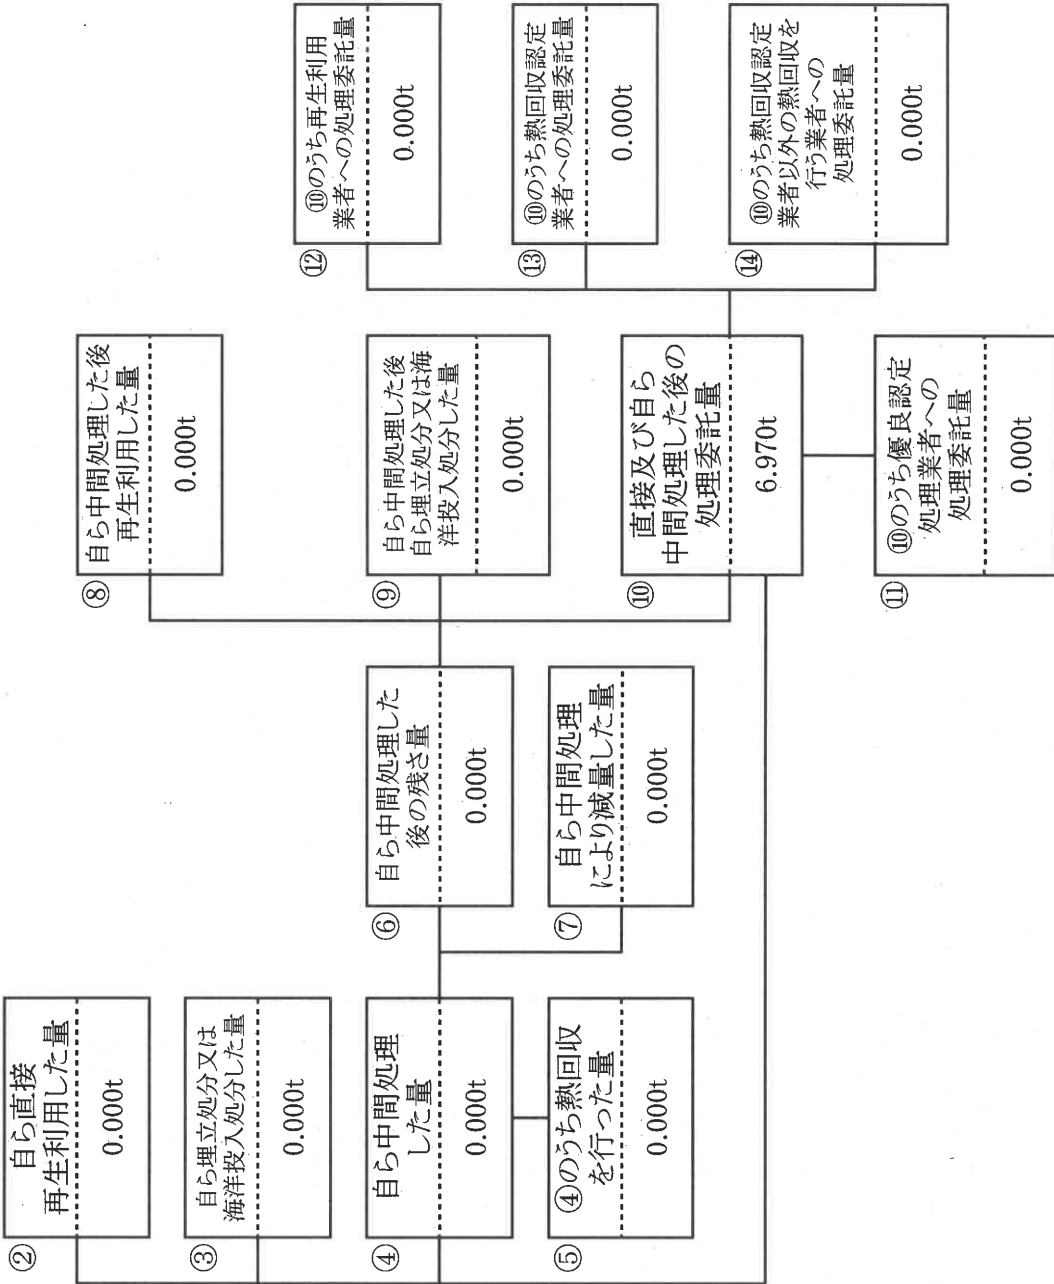 ②
自ら直接
再生利用した量
0.000t
③
自ら埋立処分又は
海洋投入処分した量
0.000t
④
自ら中間処理
した量
0.000t
⑤
④のうち熱回収
を行った量
0.000t
⑥
自ら中間処理した
後の残さ量
0.000t
⑦
自ら中間処理
により減量した量
0.000t
⑧
自ら中間処理した後
再生利用した量
0.000t
⑨
自ら中間処理した後
自ら埋立処分又は海
洋投入処分した量
0.000t
⑩
直接及び自ら
中間処理した後の
処理委託量
6.970t
⑪
⑩のうち優良認定
処理業者への
処理委託量
0.000t
⑫
⑩のうち再生利用
業者への処理委託量
0.000t
⑬
⑩のうち熱回収認定
業者への処理委託量
0.000t
⑭
⑩のうち熱回収認定
業者以外の熱回収を
行う業者への
処理委託量
0.000t